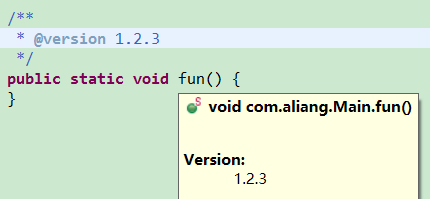 /**
 * @version 1.2.3
 */
public static void fun() {
}
S void com.aliang.Main.fun()
Version:
1.2.3